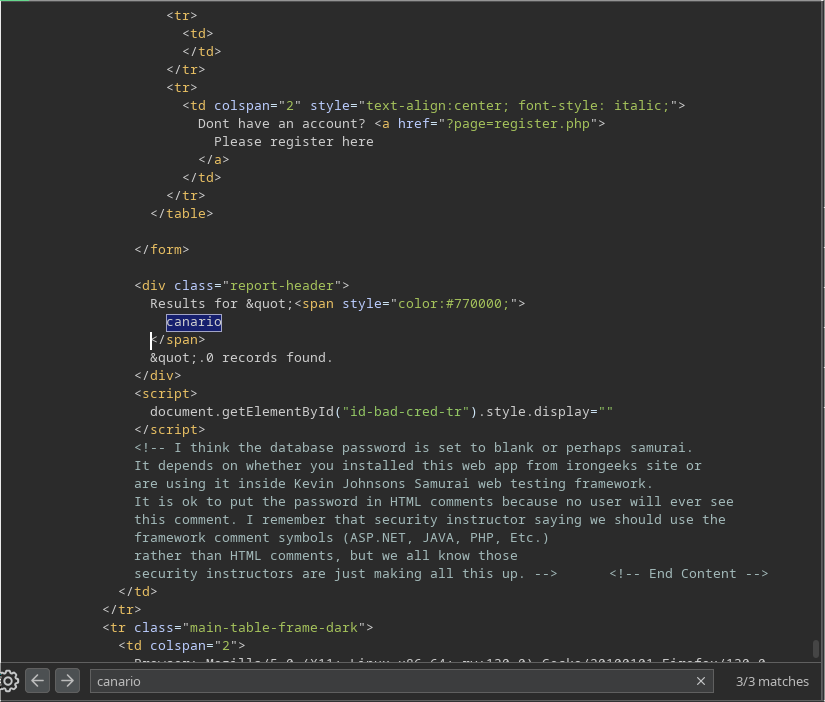 <tr>
<td>
</td>
</tr>
<tr>
<td colspan="2" style="text-align:center; font-style: italic;">
Dont have an account? <a href="?page=register.php">
Please register here
</a>
</td>
</tr>
</table>
</form>
<div class="report-header">
Results for &quot;<span style="color:#770000;">
canario
</span>
&quot;.0 records found.
</div>
<script>
document.getElementById("id-bad-cred-tr").style.display=""
</script>
<!-- I think the database password is set to blank or perhaps samurai.
It depends on whether you installed this web app from irongeeks site or
are using it inside Kevin Johnsons Samurai web testing framework.
It is ok to put the password in HTML comments because no user will ever see
this comment. I remember that security instructor saying we should use the
framework comment symbols (ASP.NET, JAVA, PHP, Etc.)
rather than HTML comments, but we all know those
security instructors are just making all this up. --> <!-- End Content -->
</td>
</tr>
<tr class="main-table-frame-dark">
<td colspan="2">
canario
3/3 matches